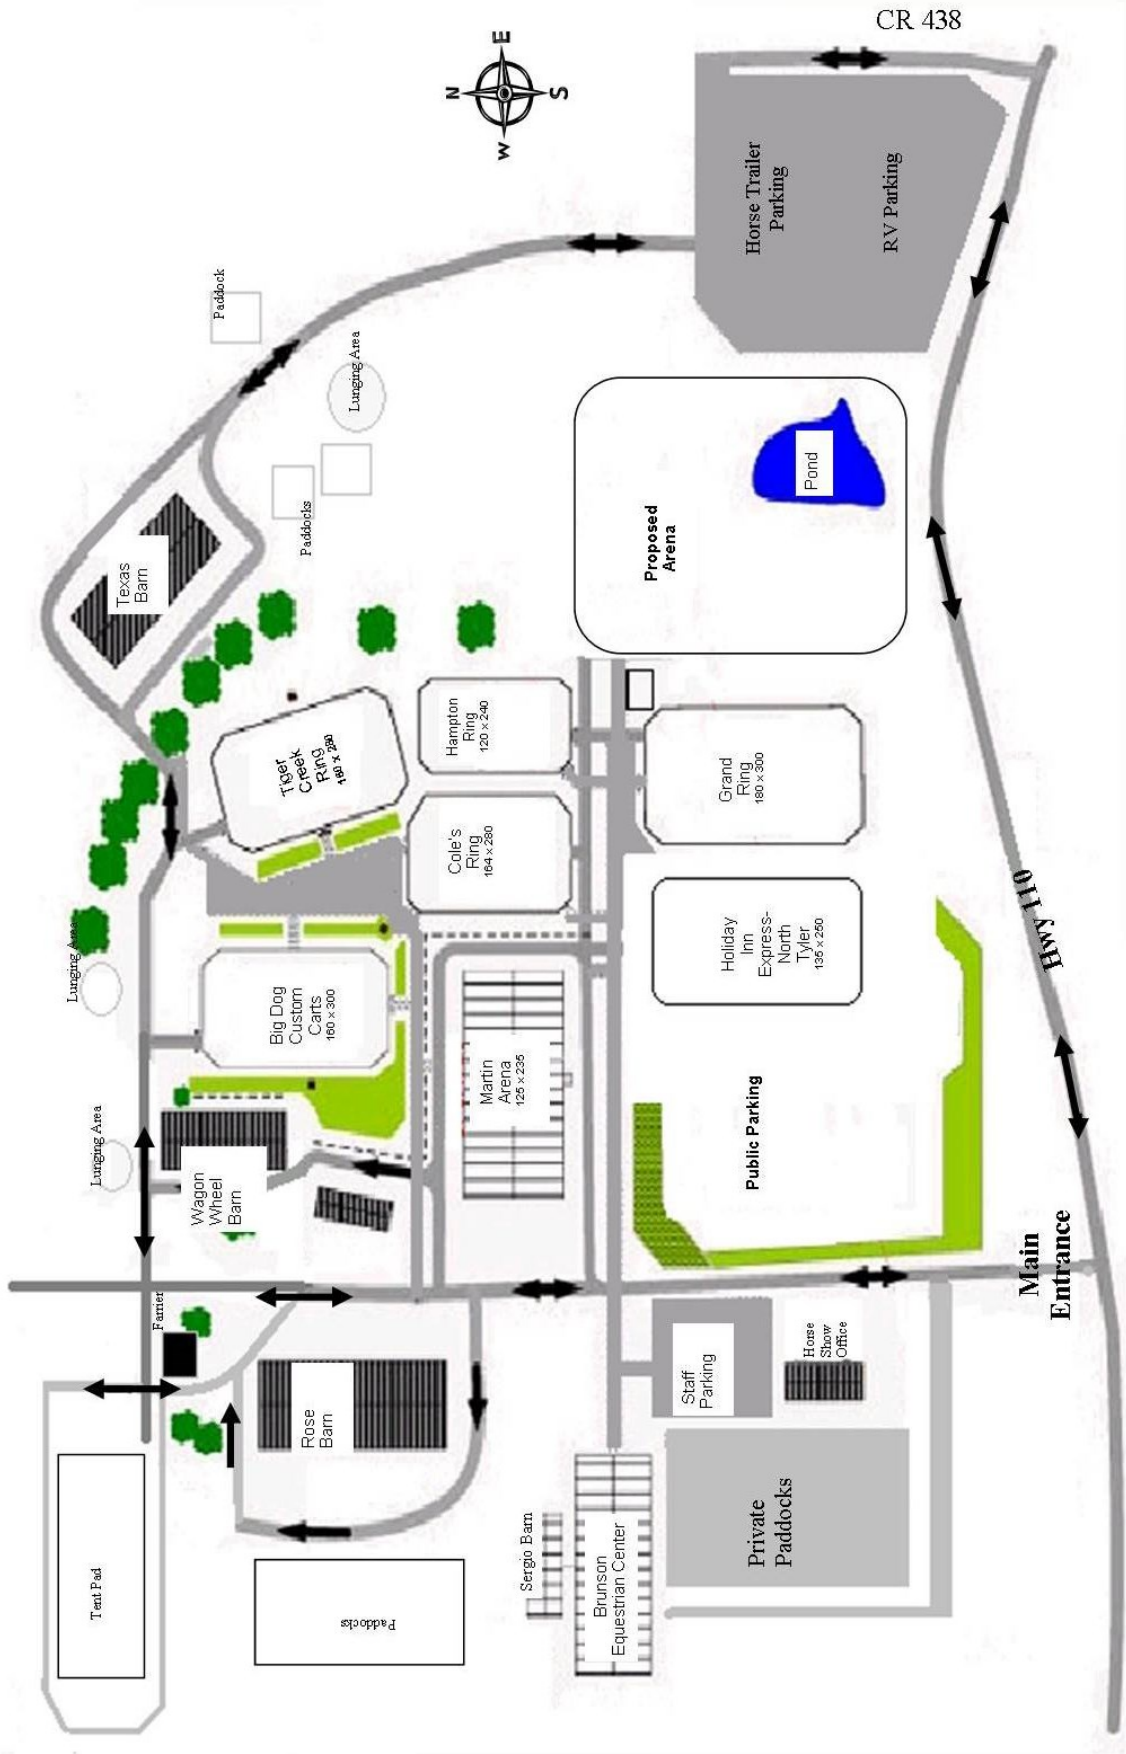 CR 438
E
N
S
W
Horse Trailer
Parking
RV Parking
Paddock
Lunging Area
Paddocks
Pond
Proposed
Arena
Texas
Barn
Tiger
Creek
Ring
Hampton
Ring
120 x 240
Grand
Ring
180 x 300
Cole's
Ring
164 x 280
Holiday
Inn
Express-
North
Tyler
135 x 250
Hwy 110
Lunging Area
Big Dog
Custom
Carts
160 x 300
Martin
Arena
125 x 235
Public Parking
Lunging Area
Wagon
Wheel
Barn
Main
Entrance
Farrier
Rose
Barn
Staff
Parking
Horse
Show
Office
Tent Pad
Paddocks
Sergio Barn
Brunson
Equestrian Center
Private
Paddocks